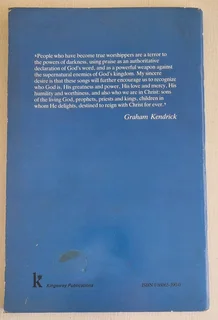 «People who have become true worshippers are a terror to
the powers of darkness, using praise as an authoritative
declaration of God's word, and as a powerful weapon against
the supernatural enemies of God's kingdom. My sincere
desire is that these songs will further encourage us to recognize
who God is, His greatness and power, His love and mercy, His
humility and worthiness, and also who we are in Christ: sons
of the living God, prophets, priests and kings, children in
whom He delights, destined to reign with Christ for ever.»
Graham Kendrick
k
Kingsway Publications
ISBN